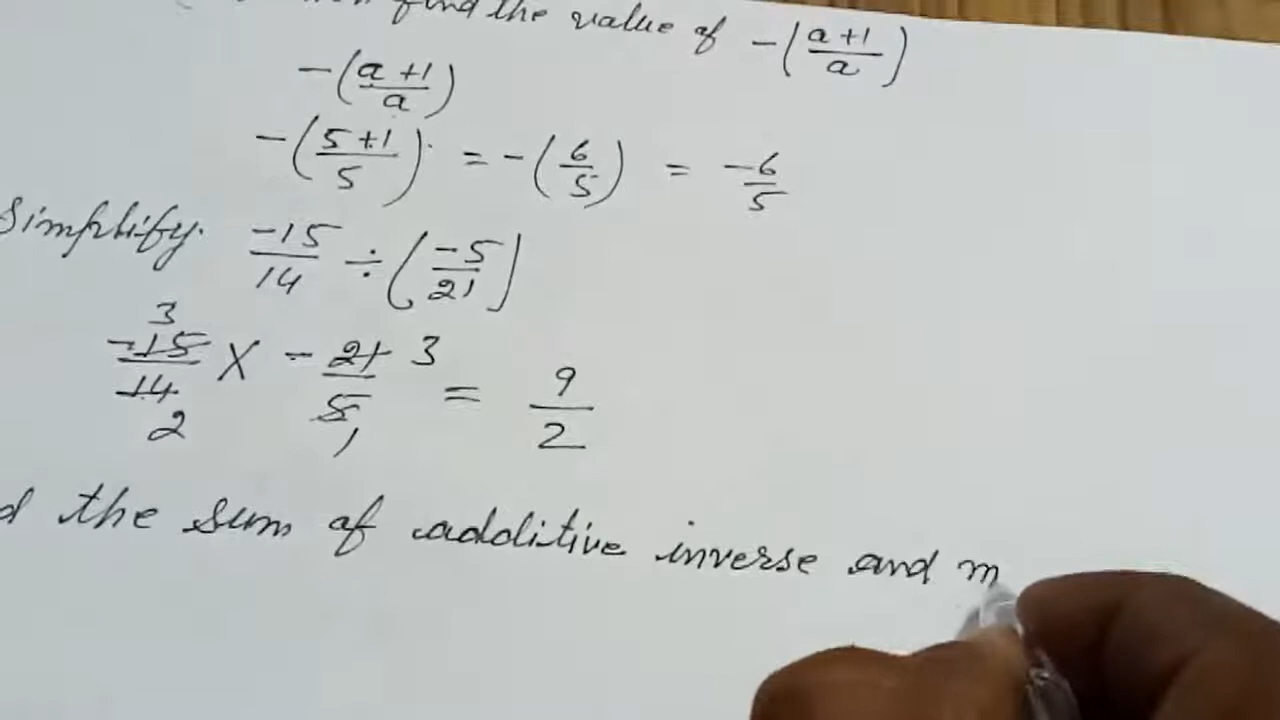 find the value of -(a+1/a)
-(a+1/a)
-(5+1/5) = -(6/5) = -6/5
Simplify. -15/14 ÷ (-5/21)
-15/14 X -21/5 = 9/2
3 3 2 1
the sum of additive inverse and m